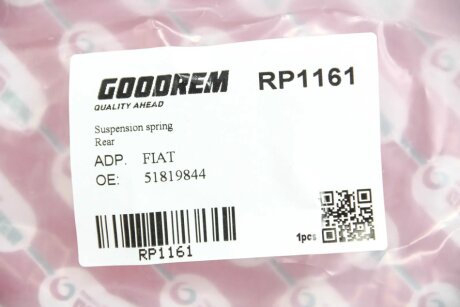 GOODREM RP1161
QUALITY AHEAD
Suspension spring
Rear
ADP. FIAT
OE: 51819844
RP1161
1pcs